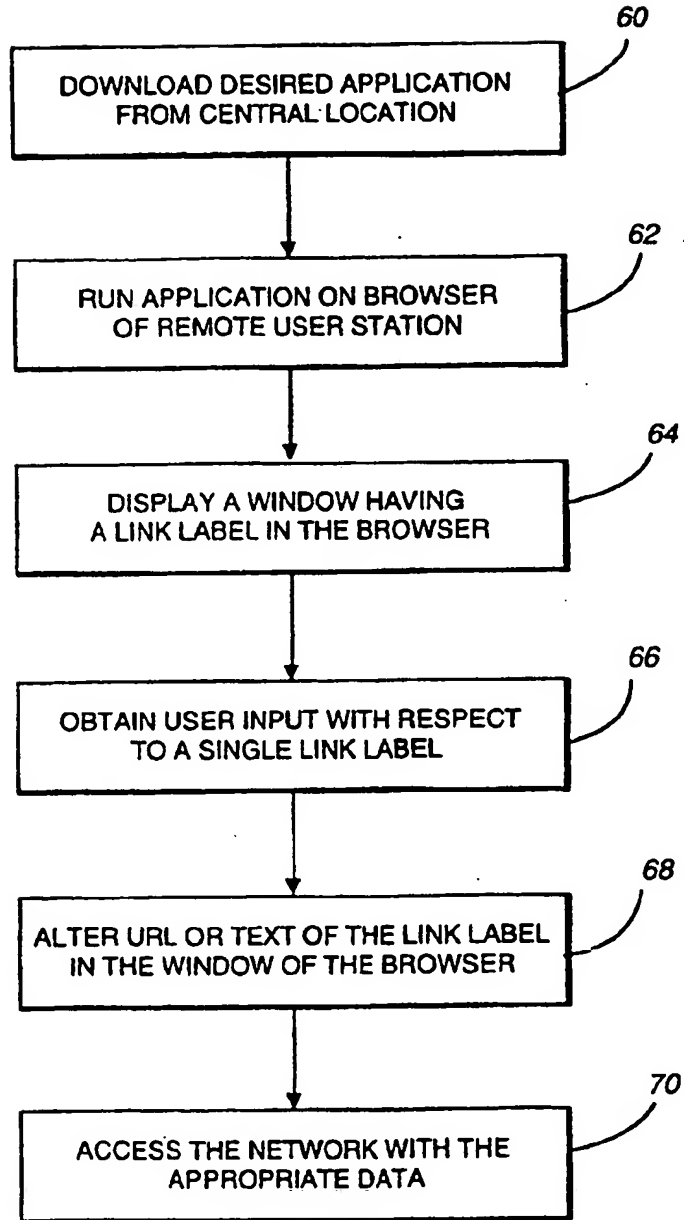 60
DOWNLOAD DESIRED APPLICATION
FROM CENTRAL LOCATION
62
RUN APPLICATION ON BROWSER
OF REMOTE USER STATION
64
DISPLAY A WINDOW HAVING
A LINK LABEL IN THE BROWSER
66
OBTAIN USER INPUT WITH RESPECT
TO A SINGLE LINK LABEL
68
ALTER URL OR TEXT OF THE LINK LABEL
IN THE WINDOW OF THE BROWSER
70
ACCESS THE NETWORK WITH THE
APPROPRIATE DATA